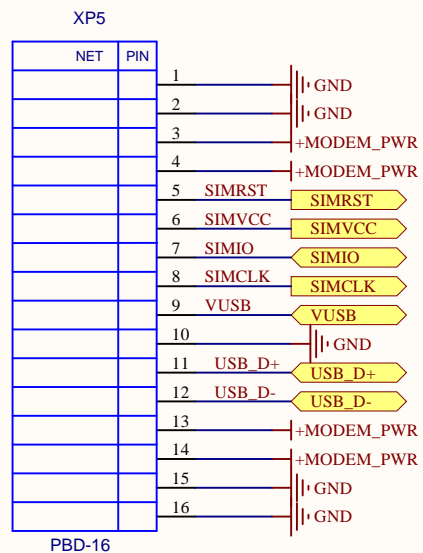 XP5
NET PIN
1 GND
2 GND
3 +MODEM_PWR
4 +MODEM_PWR
5 SIMRST SIMRST
6 SIMVCC SIMVCC
7 SIMIO SIMIO
8 SIMCLK SIMCLK
9 VUSB VUSB
10 GND
11 USB_D+ USB_D+
12 USB_D- USB_D-
13 +MODEM_PWR
14 +MODEM_PWR
15 GND
16 GND
PBD-16